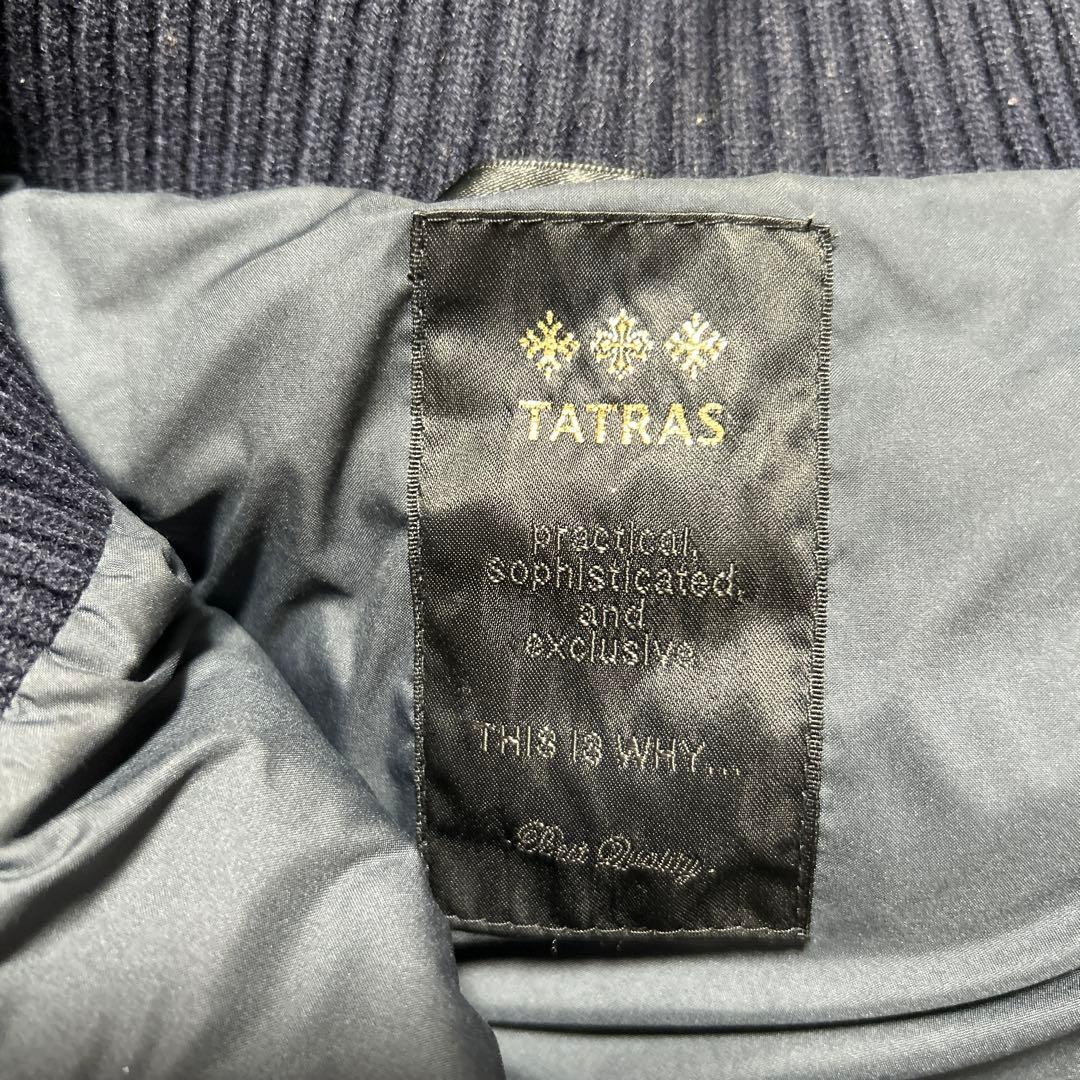 TATRAS
practical,
sophisticated,
and
exclusive
THIS IS WHY...
Best Quality.